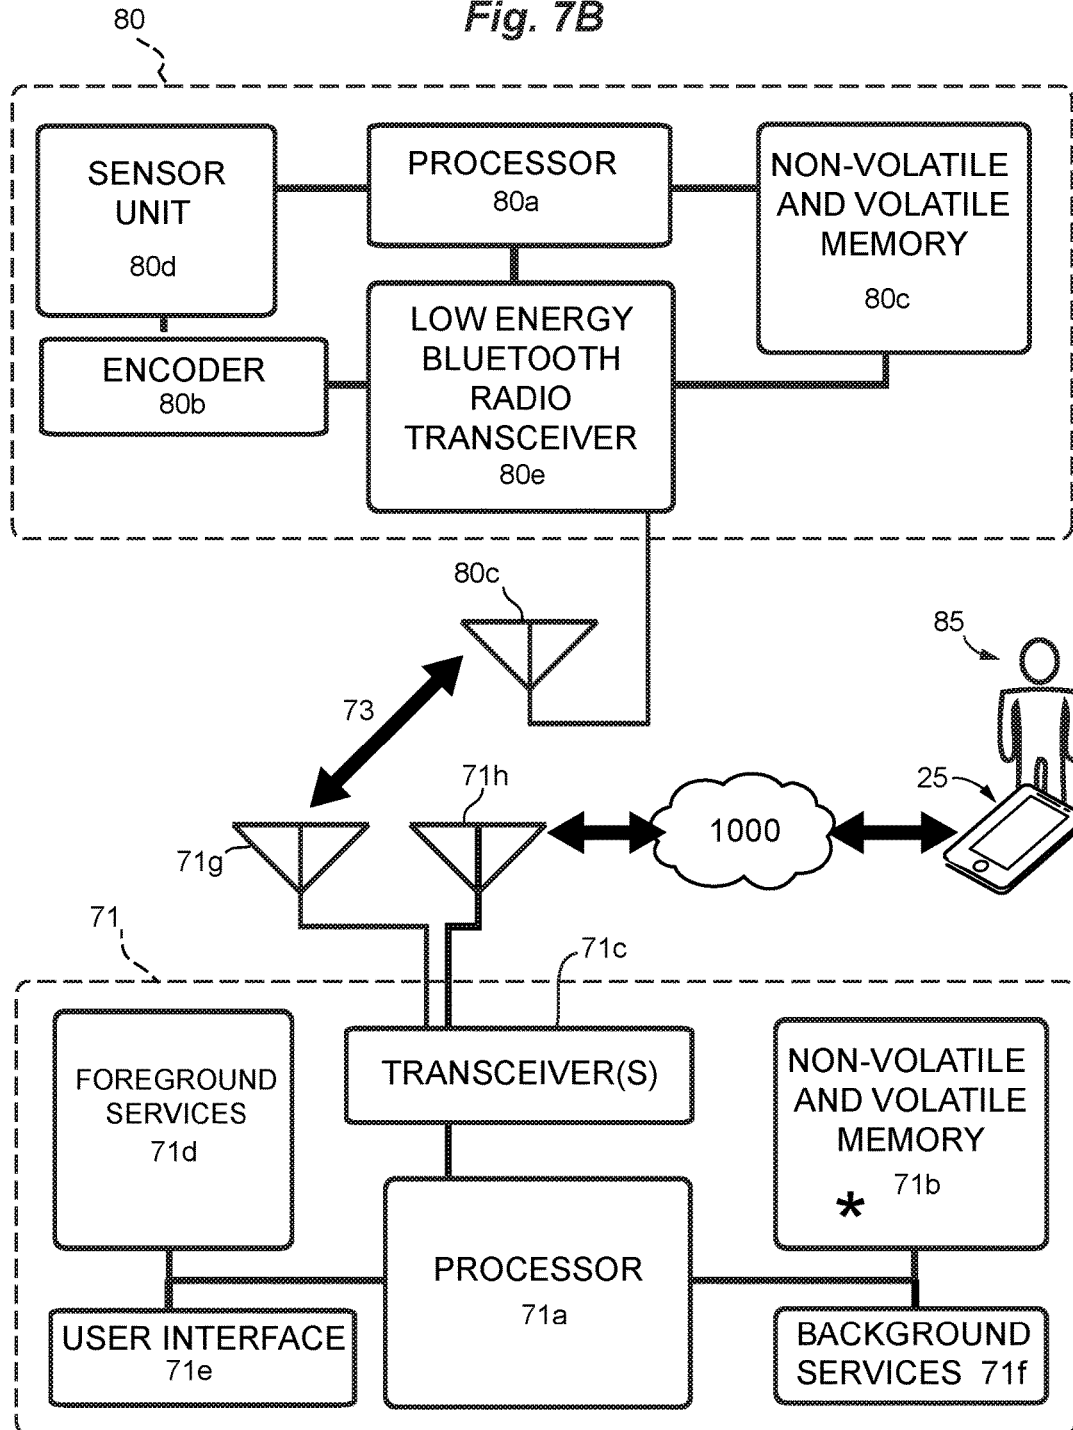 Fig. 7B
80
SENSOR
UNIT
80d
PROCESSOR
80a
NON-VOLATILE
AND VOLATILE
MEMORY
80c
LOW ENERGY
BLUETOOTH
RADIO
TRANSCEIVER
80e
ENCODER
80b
80c
85
73
71h
25
1000
71g
71
71c
FOREGROUND
SERVICES
71d
TRANSCEIVER(S)
NON-VOLATILE
AND VOLATILE
MEMORY
71b
*
PROCESSOR
71a
USER INTERFACE
71e
BACKGROUND
SERVICES 71f